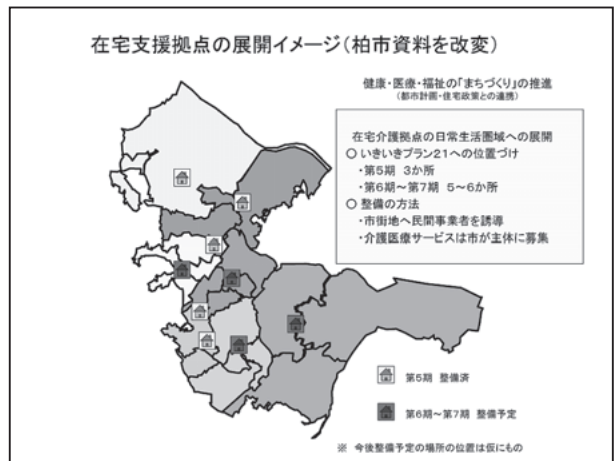 在宅支援拠点の展開イメージ(柏市資料を改変)
健康・医療・福祉の「まちづくり」の推進
(都市計画・住宅政策との連携)
在宅介護拠点の日常生活圏域への展開
○ いきいきプラン21への位置づけ
・第5期 3か所
・第6期～第7期 5～6か所
○ 整備の方法
・市街地へ民間事業者を誘導
・介護医療サービスは市が主体に募集
第5期 整備済
第6期～第7期 整備予定
※ 今後整備予定の場所の位置は仮にもの